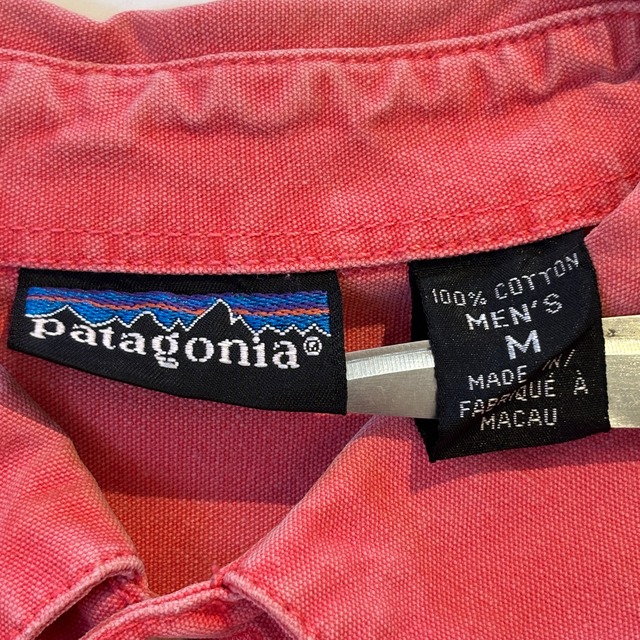 patagonia®
100% COTTON
MEN'S
M
MADE IN/
FABRIQUÉ À
MACAU